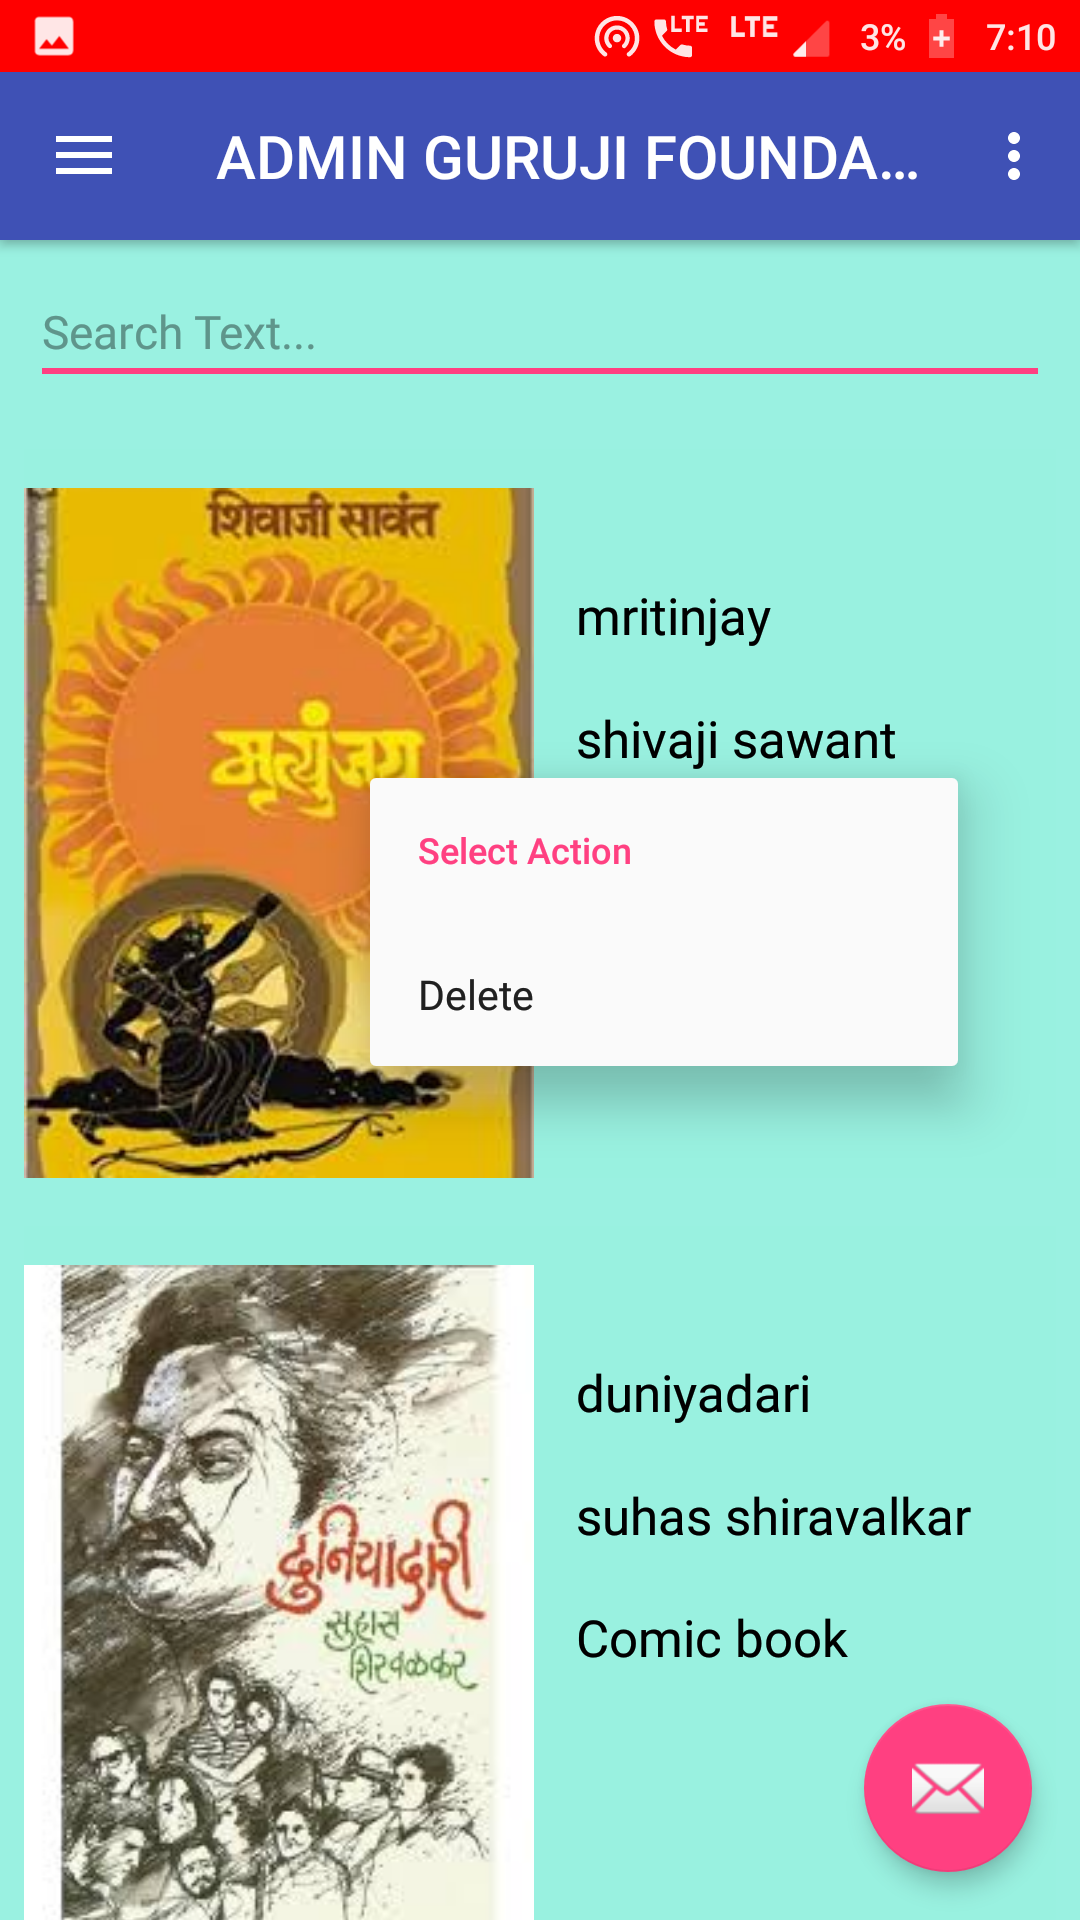 LTE LTE 3% 7:10
ADMIN GURUJI FOUNDA...
Search Text...
शिवाजी सावंत
मृत्युंजय
mritinjay
shivaji sawant
Select Action
Delete
duniyadari
suhas shiravalkar
Comic book
दुनियादारी
सुहास
शिरवळकर